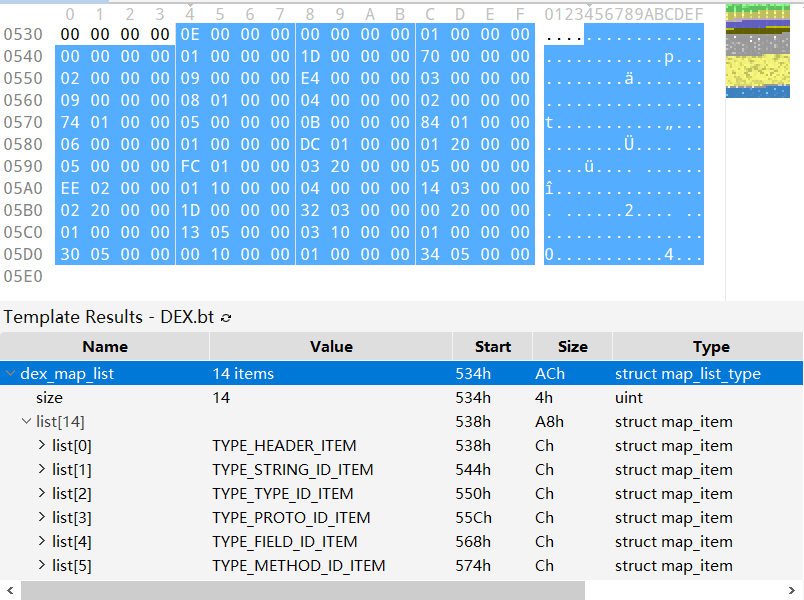 0 1 2 3 4 5 6 7 8 9 A B C D E F 0123456789ABCDEF
0530 00 00 00 00 0E 00 00 00 00 00 00 00 01 00 00 00 ................
0540 00 00 00 00 01 00 00 00 1D 00 00 00 70 00 00 00 ............p...
0550 02 00 00 00 09 00 00 00 E4 00 00 00 03 00 00 00 ........ä.......
0560 09 00 00 00 08 01 00 00 04 00 00 00 02 00 00 00 ................
0570 74 01 00 00 05 00 00 00 0B 00 00 00 84 01 00 00 t...........„...
0580 06 00 00 00 01 00 00 00 DC 01 00 00 01 20 00 00 ........Ü.... ..
0590 05 00 00 00 FC 01 00 00 03 20 00 00 05 00 00 00 ....ü.... ......
05A0 EE 02 00 00 01 10 00 00 04 00 00 00 14 03 00 00 î...............
05B0 02 20 00 00 1D 00 00 00 32 03 00 00 00 20 00 00 . ......2.... ..
05C0 01 00 00 00 13 05 00 00 03 10 00 00 01 00 00 00 ................
05D0 30 05 00 00 00 10 00 00 01 00 00 00 34 05 00 00 0...........4...
05E0
Template Results - DEX.bt
Name Value Start Size Type
dex_map_list 14 items 534h ACh struct map_list_type
size 14 534h 4h uint
list[14] 538h A8h struct map_item
list[0] TYPE_HEADER_ITEM 538h Ch struct map_item
list[1] TYPE_STRING_ID_ITEM 544h Ch struct map_item
list[2] TYPE_TYPE_ID_ITEM 550h Ch struct map_item
list[3] TYPE_PROTO_ID_ITEM 55Ch Ch struct map_item
list[4] TYPE_FIELD_ID_ITEM 568h Ch struct map_item
list[5] TYPE_METHOD_ID_ITEM 574h Ch struct map_item